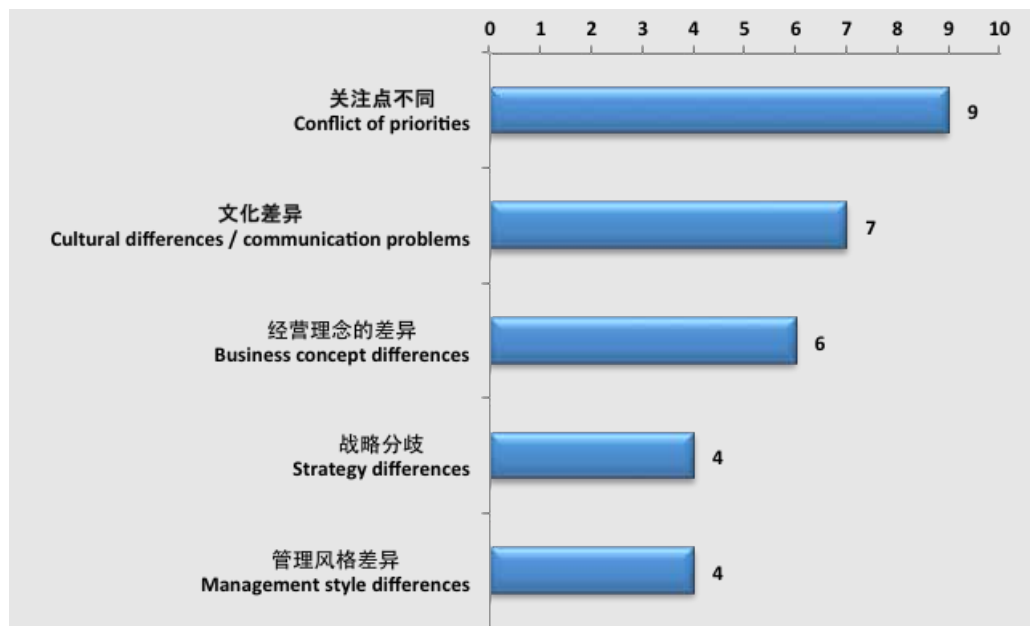 0 1 2 3 4 5 6 7 8 9 10
关注点不同
Conflict of priorities
9
文化差异
Cultural differences / communication problems
7
经营理念的差异
Business concept differences
6
战略分歧
Strategy differences
4
管理风格差异
Management style differences
4